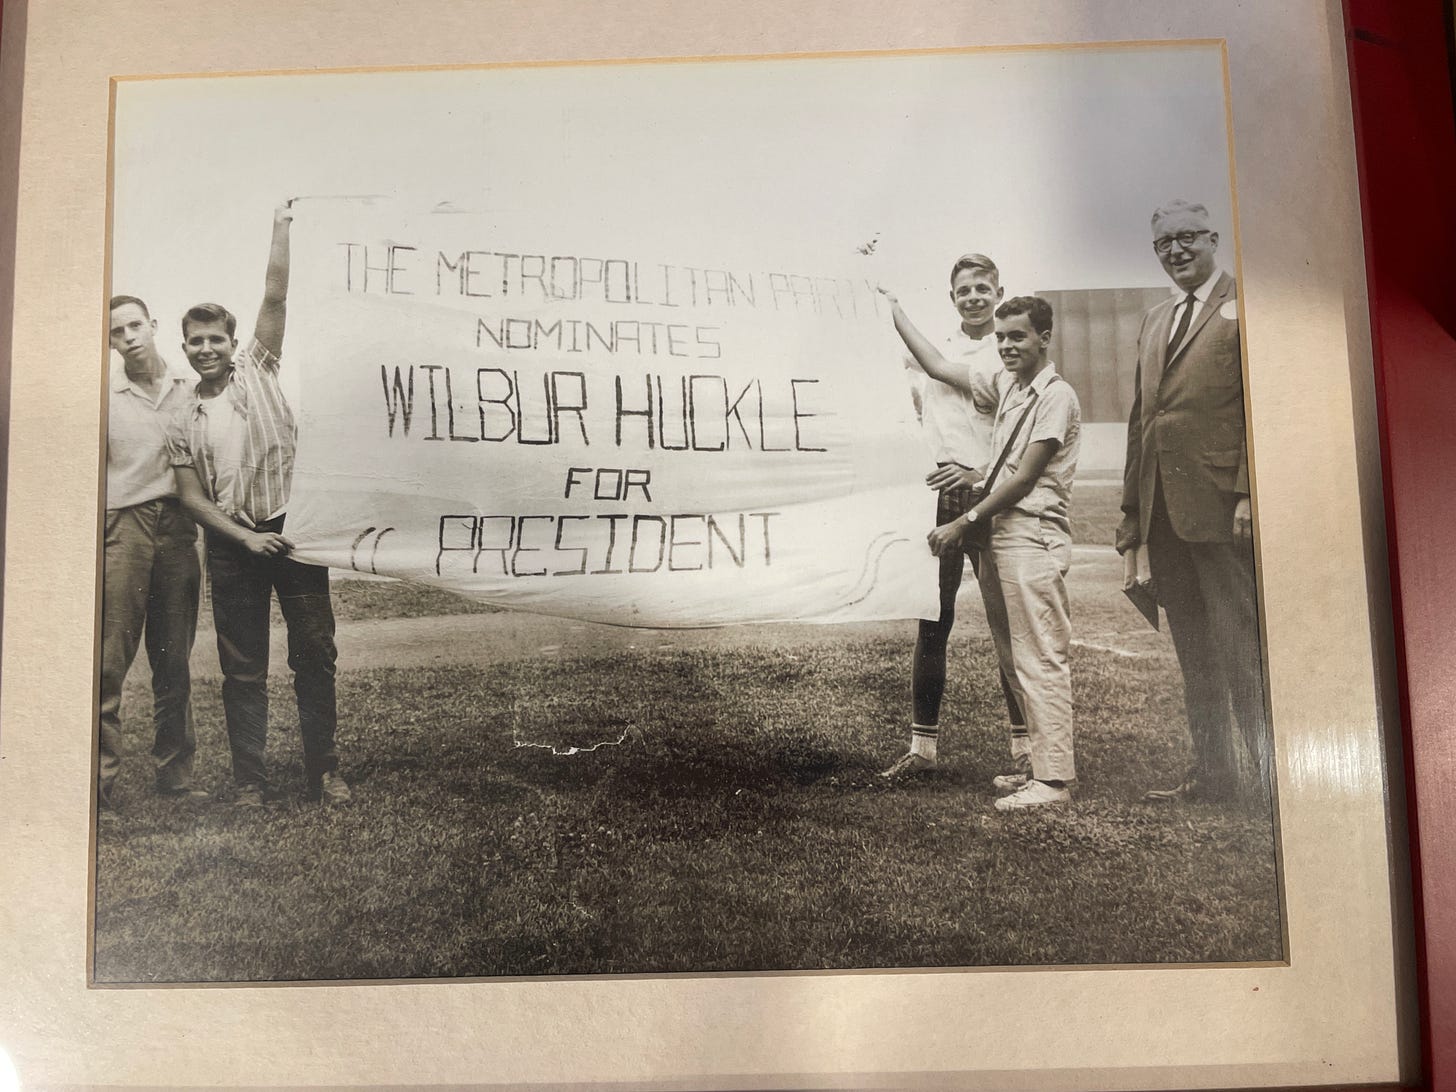 THE METROPOLITAN PARTY
NOMINATES
WILBUR HUCKLE
FOR
PRESIDENT